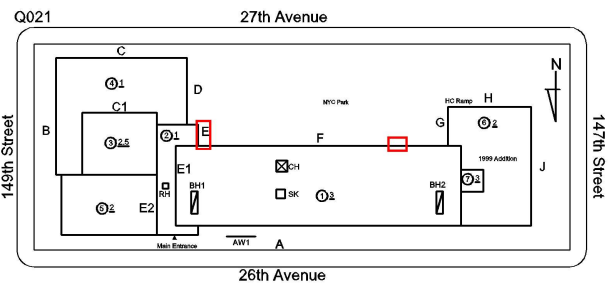 Q021
27th Avenue
C
N
4 1
D
NYC Park
HC Ramp
H
C1
E
G
6 2
149th Street
B
2 1
F
147th Street
3 2.5
1999 Addition
J
E1
CH
7 3
RH
BH1
SK
1 3
BH2
5 2
E2
Main Entrance
AW1
A
26th Avenue